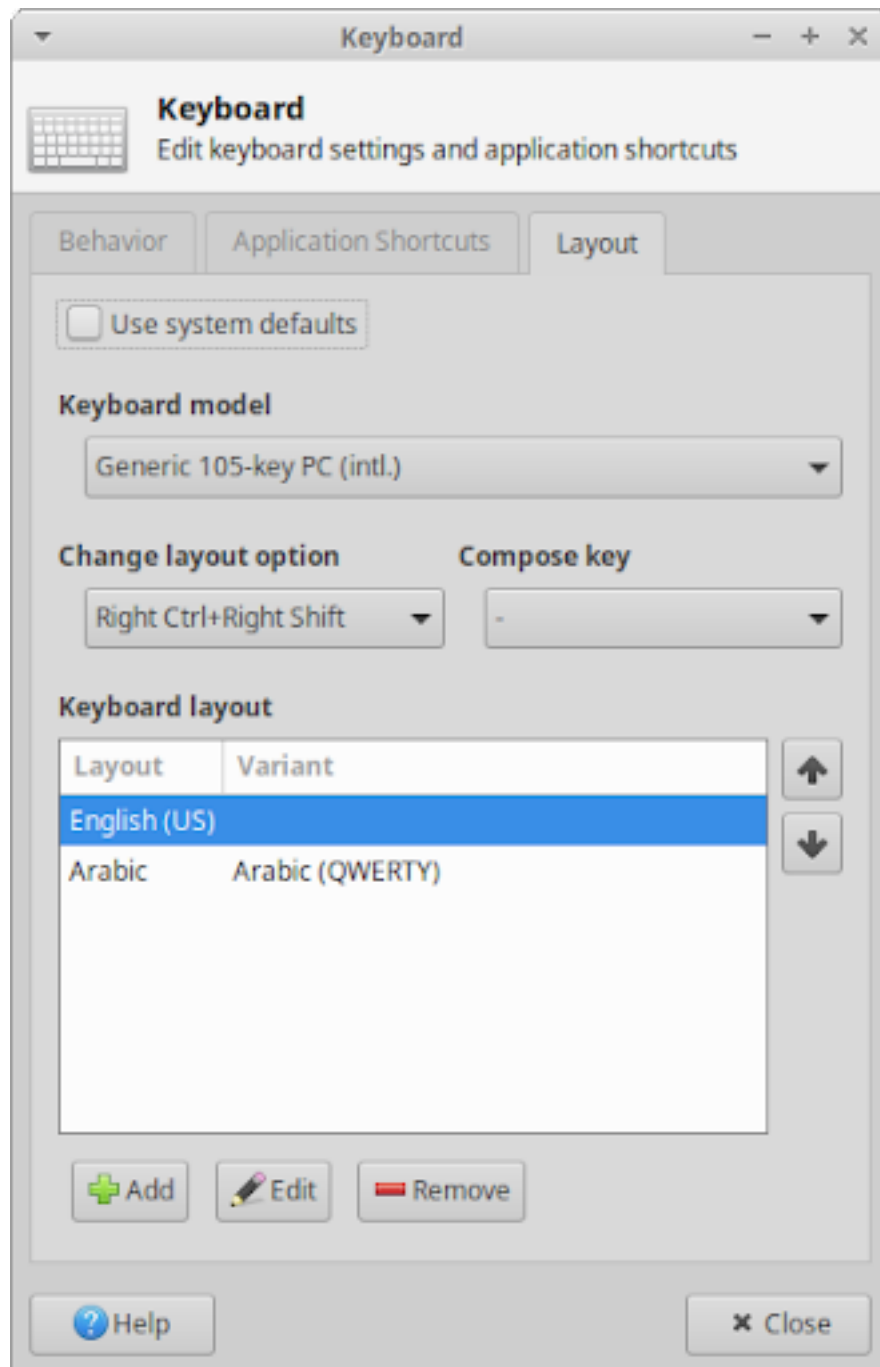 Keyboard
Keyboard
Edit keyboard settings and application shortcuts
Behavior Application Shortcuts Layout
Use system defaults
Keyboard model
Generic 105-key PC (intl.)
Change layout option Compose key
Right Ctrl+Right Shift -
Keyboard layout
Layout Variant
English (US)
Arabic Arabic (QWERTY)
Add Edit Remove
Help Close